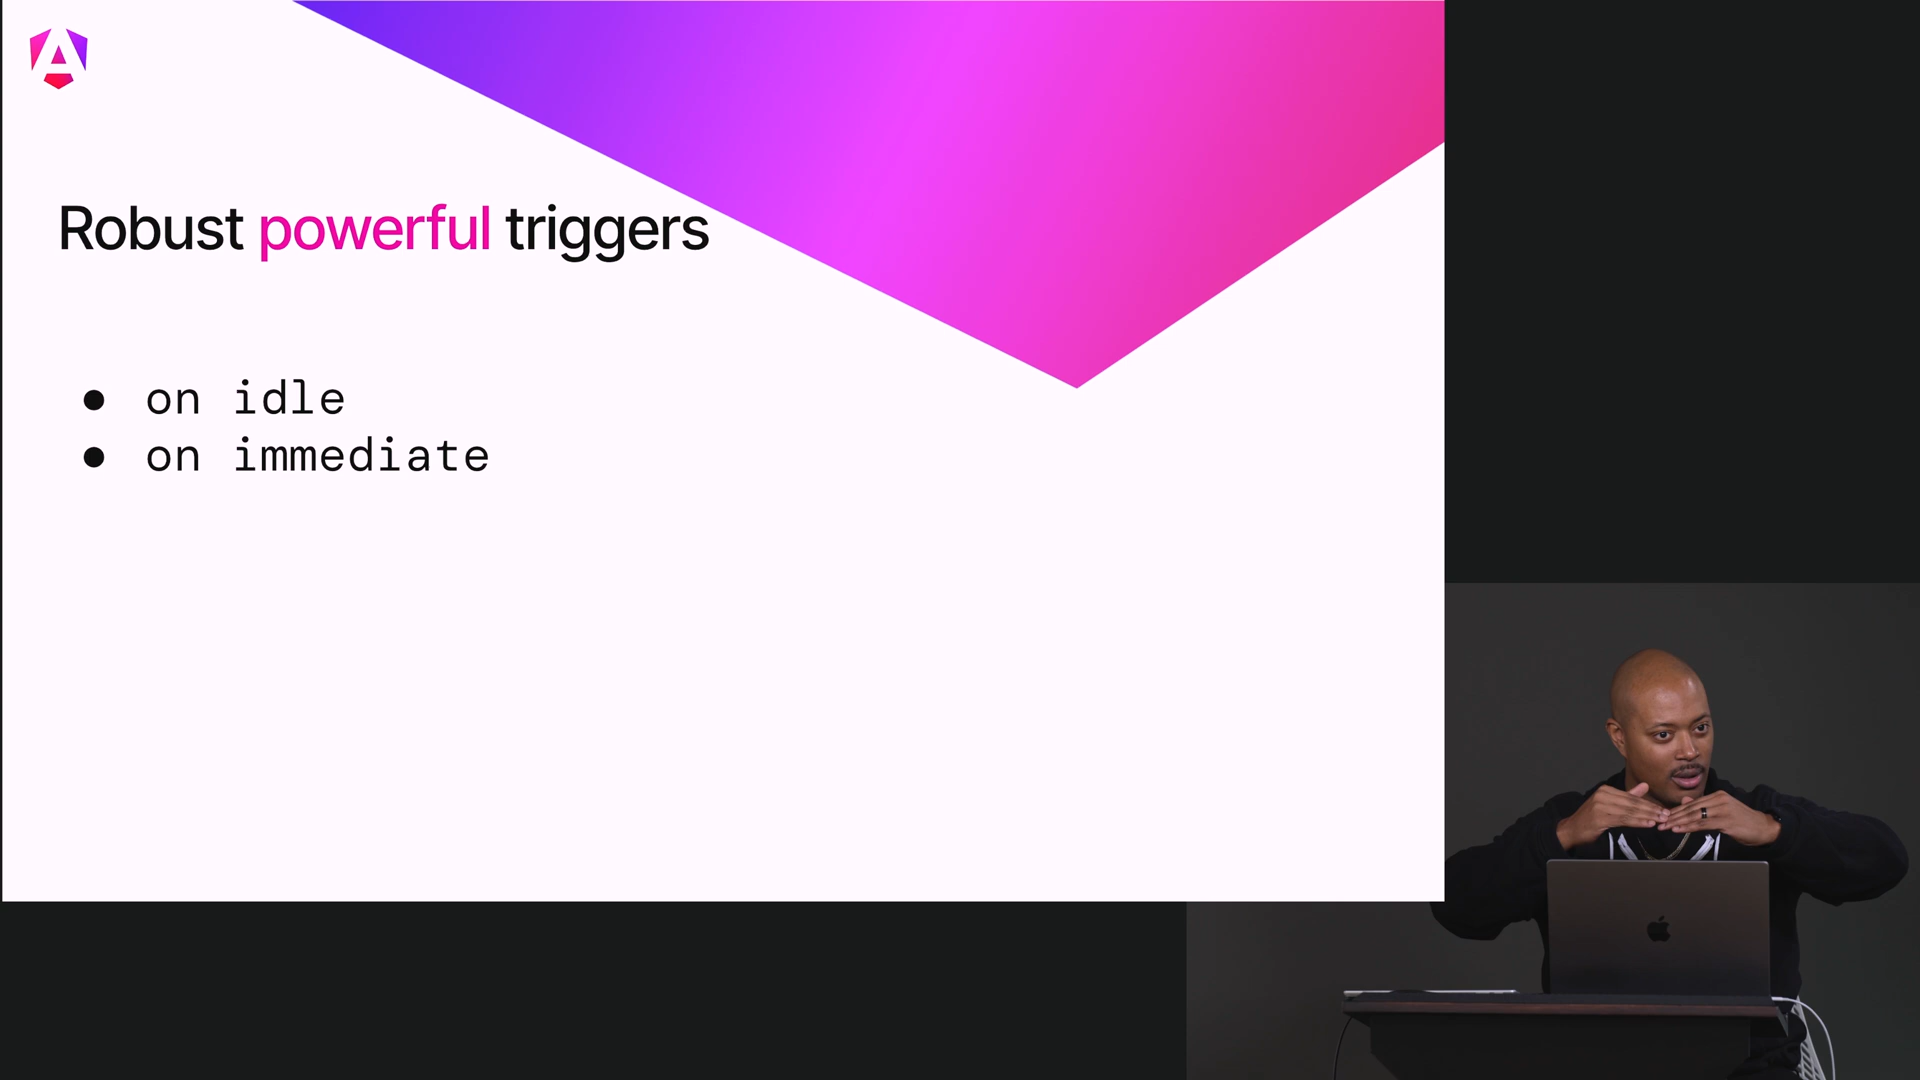 Robust powerful triggers
● on idle
● on immediate